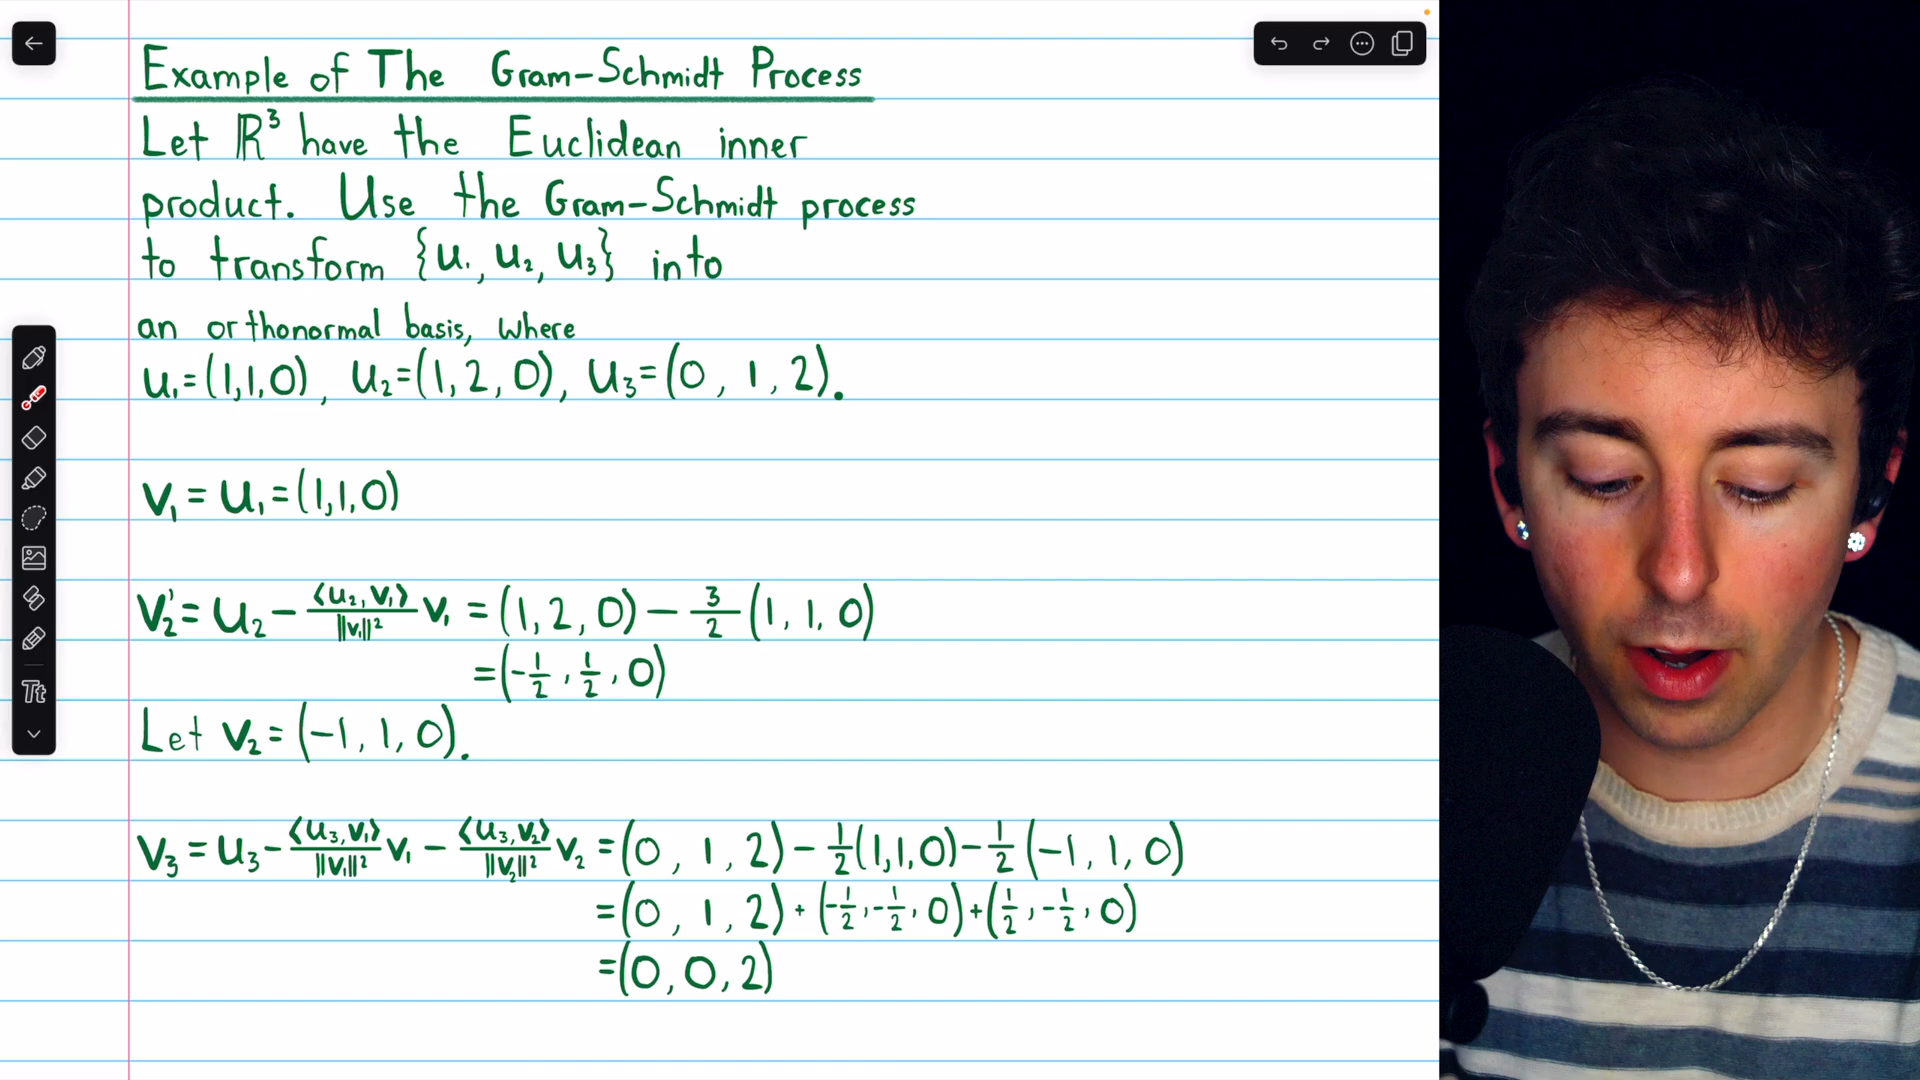 Example of The Gram-Schmidt Process
Let ℝ³ have the Euclidean inner
product. Use the Gram-Schmidt process
to transform {u₁, u₂, u₃} into
an orthonormal basis, where
u₁=(1,1,0), u₂=(1,2,0), u₃=(0,1,2).
v₁ = u₁ = (1,1,0)
v₂' = u₂ - ⟨u₂,v₁⟩/||v₁||² v₁ = (1,2,0) - 3/2 (1,1,0)
= (-1/2, 1/2, 0)
Let v₂ = (-1,1,0).
v₃ = u₃ - ⟨u₃,v₁⟩/||v₁||² v₁ - ⟨u₃,v₂⟩/||v₂||² v₂ = (0,1,2) - 1/2(1,1,0) - 1/2(-1,1,0)
= (0,1,2) + (-1/2,-1/2,0) + (1/2,-1/2,0)
= (0,0,2)
Tt